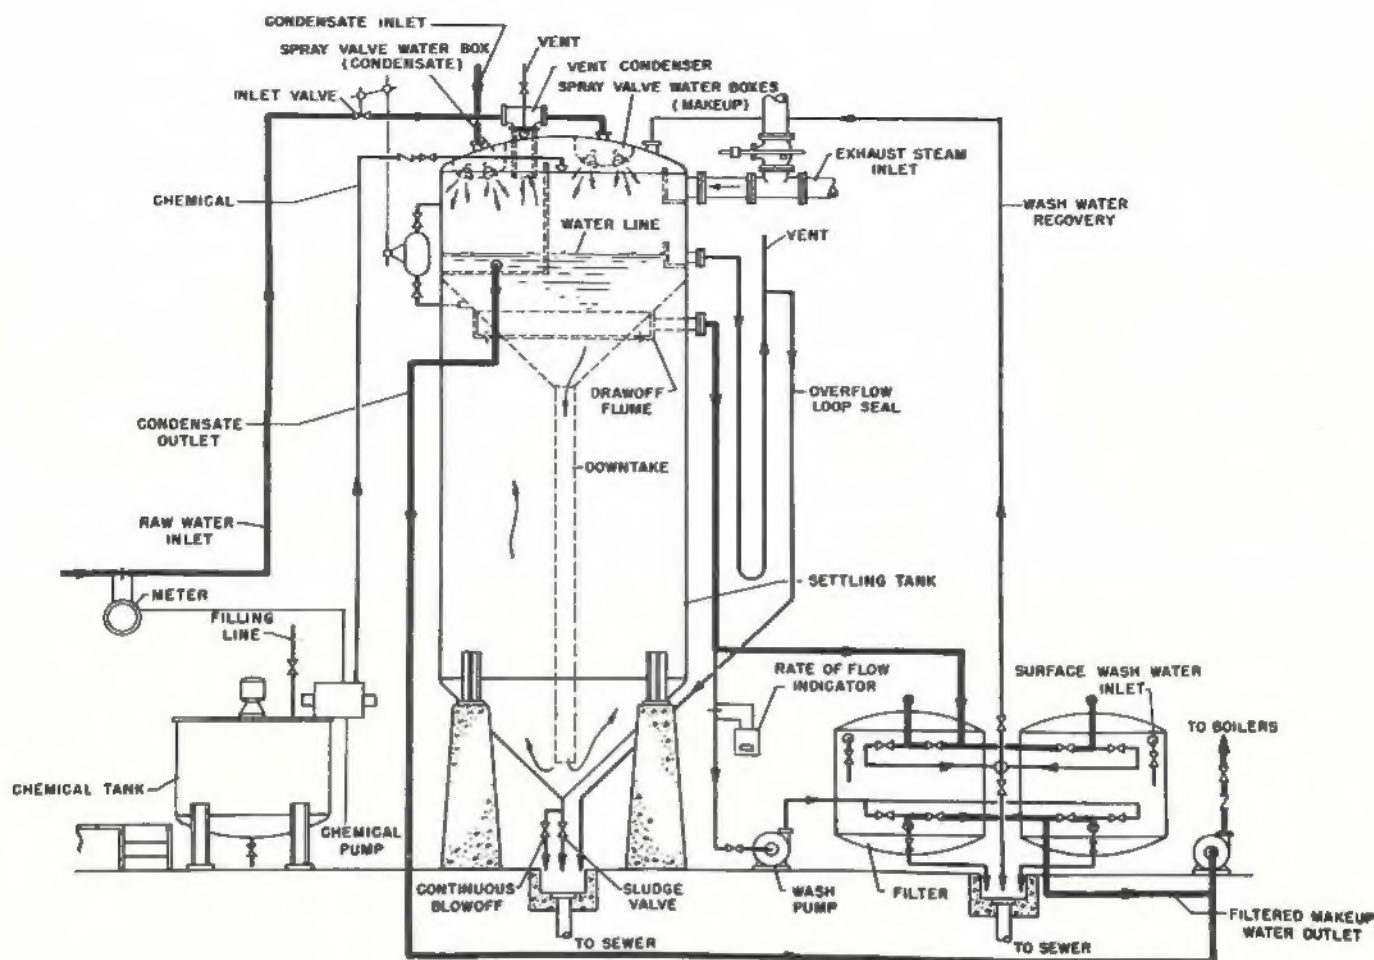 CONDENSATE INLET
SPRAY VALVE WATER BOX
(CONDENSATE)
VENT
VENT CONDENSER
SPRAY VALVE WATER BOXES
(MAKEUP)
INLET VALVE
EXHAUST STEAM
INLET
CHEMICAL
WASH WATER
RECOVERY
WATER LINE
VENT
DRAWOFF
FLUME
OVERFLOW
LOOP SEAL
CONDENSATE
OUTLET
DOWNTAKE
RAW WATER
INLET
SETTLING TANK
METER
FILLING
LINE
RATE OF FLOW
INDICATOR
SURFACE WASH WATER
INLET
TO BOILERS
CHEMICAL TANK
CHEMICAL
PUMP
CONTINUOUS
BLOWOFF
SLUDGE
VALVE
WASH
PUMP
FILTER
FILTERED MAKEUP
WATER OUTLET
TO SEWER
TO SEWER